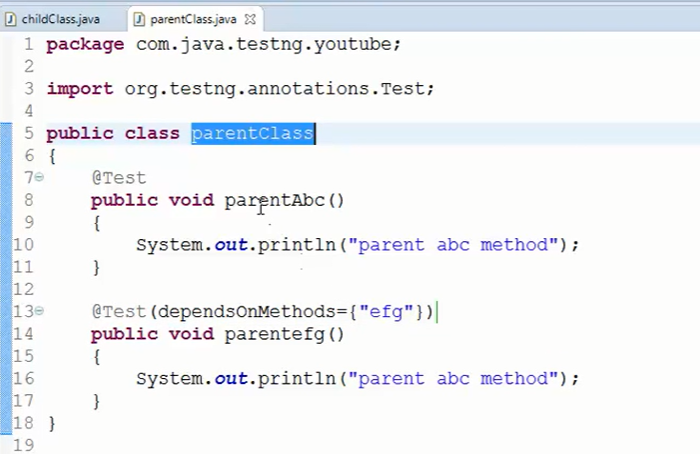 childClass.java parentClass.java
1 package com.java.testng.youtube;
2
3 import org.testng.annotations.Test;
4
5 public class parentClass
6 {
7 @Test
8 public void parentAbc()
9 {
10 System.out.println("parent abc method");
11 }
12
13 @Test(dependsOnMethods={"efg"})
14 public void parentefg()
15 {
16 System.out.println("parent abc method");
17 }
18 }
19